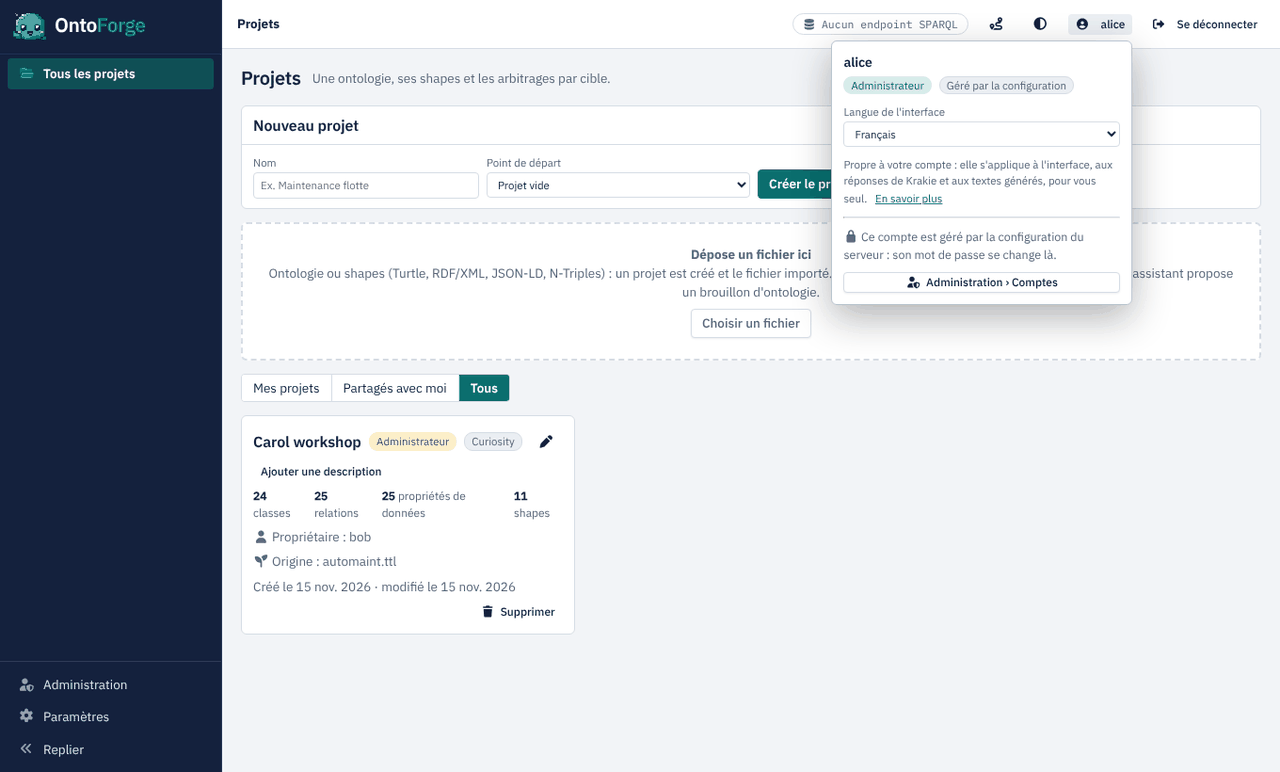 OntoForge
Projets
Aucun endpoint SPARQL
alice
Se déconnecter
Tous les projets
alice
Administrateur
Géré par la configuration
Langue de l'interface
Français
Propre à votre compte : elle s'applique à l'interface, aux
réponses de Krakie et aux textes générés, pour vous
seul. En savoir plus
Ce compte est géré par la configuration du
serveur : son mot de passe se change là.
Administration › Comptes
Projets
Une ontologie, ses shapes et les arbitrages par cible.
Nouveau projet
Nom
Point de départ
Ex. Maintenance flotte
Projet vide
Créer le pr
Dépose un fichier ici
Ontologie ou shapes (Turtle, RDF/XML, JSON-LD, N-Triples) : un projet est créé et le fichier importé.
assistant propose
un brouillon d'ontologie.
Choisir un fichier
Mes projets
Partagés avec moi
Tous
Carol workshop
Administrateur
Curiosity
Ajouter une description
24 classes
25 relations
25 propriétés de données
11 shapes
Propriétaire : bob
Origine : automaint.ttl
Créé le 15 nov. 2026 · modifié le 15 nov. 2026
Supprimer
Administration
Paramètres
Replier